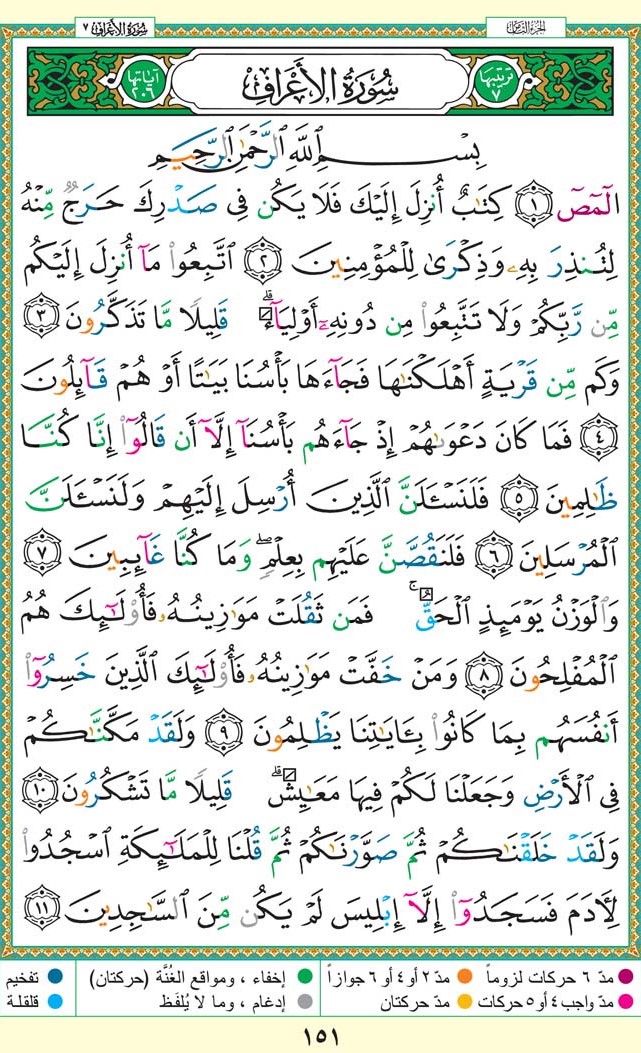 سُورَةُ الأَعْرَافِ ٧
الجزء الثامن
ترتيبها ٧
سُورَةُ الأَعْرَافِ
آياتها ٢٠٦
بِسْمِ ٱللَّهِ ٱلرَّحْمَٰنِ ٱلرَّحِيمِ
الٓمٓصٓ ١ كِتَٰبٌ أُنزِلَ إِلَيْكَ فَلَا يَكُن فِى صَدْرِكَ حَرَجٌ مِّنْهُ
لِتُنذِرَ بِهِۦ وَذِكْرَىٰ لِلْمُؤْمِنِينَ ٢ ٱتَّبِعُوا۟ مَآ أُنزِلَ إِلَيْكُم
مِّن رَّبِّكُمْ وَلَا تَتَّبِعُوا۟ مِن دُونِهِۦٓ أَوْلِيَآءَ ۗ قَلِيلًا مَّا تَذَكَّرُونَ ٣
وَكَم مِّن قَرْيَةٍ أَهْلَكْنَٰهَا فَجَآءَهَا بَأْسُنَا بَيَٰتًا أَوْ هُمْ قَآئِلُونَ
٤ فَمَا كَانَ دَعْوَىٰهُمْ إِذْ جَآءَهُم بَأْسُنَآ إِلَّآ أَن قَالُوٓا۟ إِنَّا كُنَّا
ظَٰلِمِينَ ٥ فَلَنَسْـَٔلَنَّ ٱلَّذِينَ أُرْسِلَ إِلَيْهِمْ وَلَنَسْـَٔلَنَّ
ٱلْمُرْسَلِينَ ٦ فَلَنَقُصَّنَّ عَلَيْهِم بِعِلْمٍ ۖ وَمَا كُنَّا غَآئِبِينَ ٧
وَٱلْوَزْنُ يَوْمَئِذٍ ٱلْحَقُّ ۚ فَمَن ثَقُلَتْ مَوَٰزِينُهُۥ فَأُو۟لَٰٓئِكَ هُمُ
ٱلْمُفْلِحُونَ ٨ وَمَنْ خَفَّتْ مَوَٰزِينُهُۥ فَأُو۟لَٰٓئِكَ ٱلَّذِينَ خَسِرُوٓا۟
أَنفُسَهُم بِمَا كَانُوا۟ بِـَٔايَٰتِنَا يَظْلِمُونَ ٩ وَلَقَدْ مَكَّنَّٰكُمْ
فِى ٱلْأَرْضِ وَجَعَلْنَا لَكُمْ فِيهَا مَعَٰيِشَ ۗ قَلِيلًا مَّا تَشْكُرُونَ ١٠
وَلَقَدْ خَلَقْنَٰكُمْ ثُمَّ صَوَّرْنَٰكُمْ ثُمَّ قُلْنَا لِلْمَلَٰٓئِكَةِ ٱسْجُدُوا۟
لِـَٔادَمَ فَسَجَدُوٓا۟ إِلَّآ إِبْلِيسَ لَمْ يَكُن مِّنَ ٱلسَّٰجِدِينَ ١١
مدّ ٦ حركات لزوماً مدّ ٢ أو ٤ أو ٦ جوازاً إخفاء ، ومواقع الغُنَّة (حركتان) تفخيم
مدّ واجب ٤ أو ٥ حركات مدّ حركتان إدغام ، وما لا يُلفَظ قلقلة
١٥١